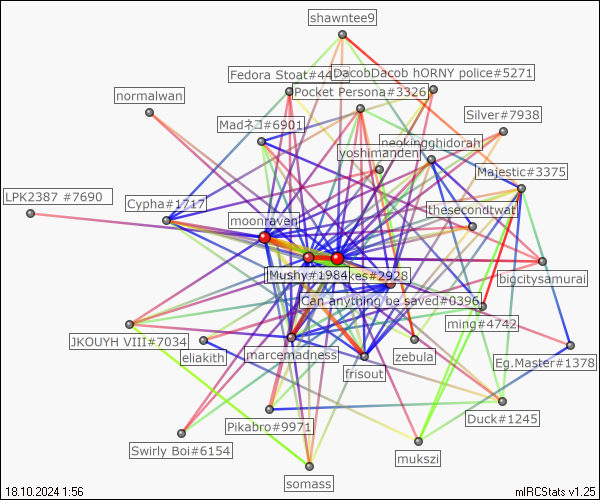 shawntee9
Fedora Stoat#44
DacobDacob hORNY police#5271
Pocket Persona#3326
normalwan
Silver#7938
Madネコ#6901
neokingghidorah
yoshimanden
Majestic#3375
LPK2387 #7690
Cypha#1717
thesecondtwat
moonraven
Mushy#1984
kes#2928
bigcitysamurai
Can anything be saved#0396
ming#4742
JKOUYH VIII#7034
eliakith
marcemadness
zebula
Eg.Master#1378
frisout
Pikabro#9971
Duck#1245
Swirly Boi#6154
mukszi
somass
18.10.2024 1:56
mIRCStats v1.25